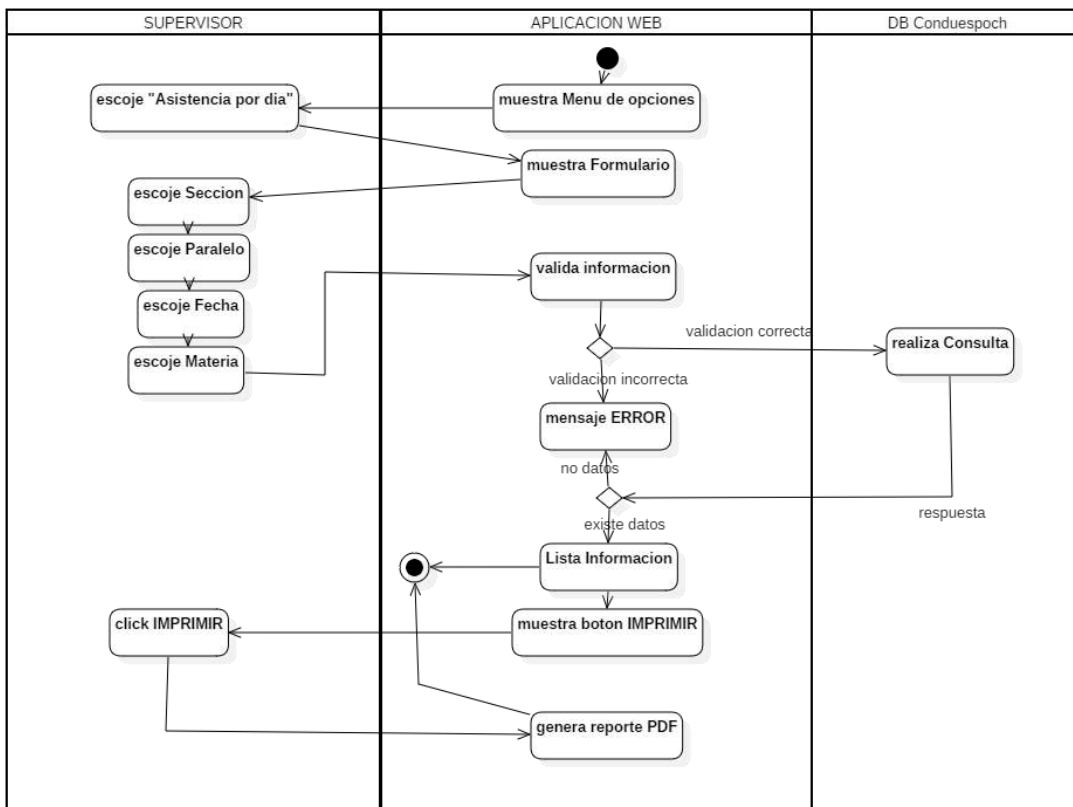 SUPERVISOR
APLICACION WEB
DB Conduespoch
muestra Menu de opciones
escoje "Asistencia por dia"
muestra Formulario
escoje Seccion
escoje Paralelo
escoje Fecha
escoje Materia
valida informacion
validacion correcta
realiza Consulta
validacion incorrecta
mensaje ERROR
no datos
respuesta
existe datos
Lista Informacion
muestra boton IMPRIMIR
click IMPRIMIR
genera reporte PDF